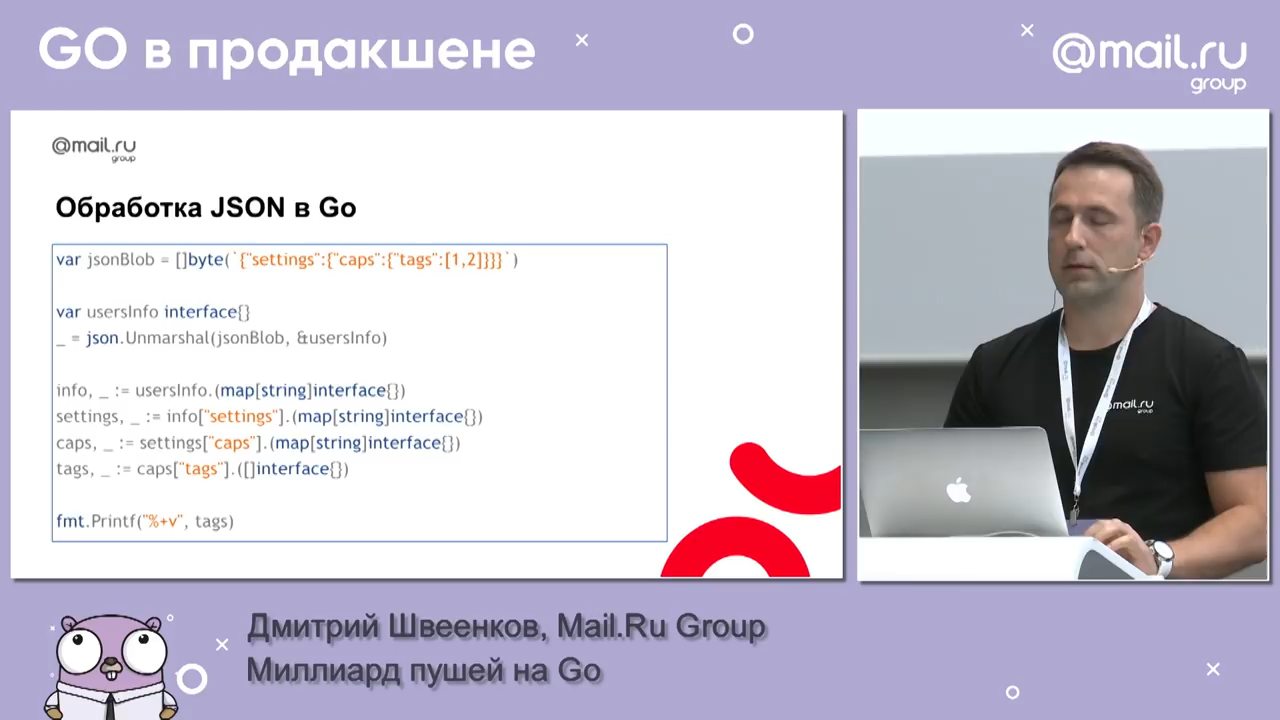 GO в продакшене
@mail.ru
group
@mail.ru
group
Обработка JSON в Go
var jsonBlob = []byte(`{"settings":{"caps":{"tags":[1,2]}}}`)
var usersInfo interface{}
_ = json.Unmarshal(jsonBlob, &usersInfo)
info, _ := usersInfo.(map[string]interface{})
settings, _ := info["settings"].(map[string]interface{})
caps, _ := settings["caps"].(map[string]interface{})
tags, _ := caps["tags"].([]interface{})
fmt.Printf("%+v", tags)
@mail.ru
group
Дмитрий Швеенков, Mail.Ru Group
Миллиард пушей на Go